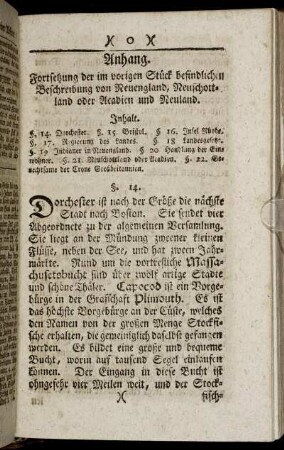 X o X
Anhang.
Fortsetzung der im vorigen Stück befindlichen
Beschreibung von Neuengland, Neuschott-
land oder Acadien und Neuland.
Inhalt.
§. 14. Dorchester. §. 15 Bristol. §. 16. Insel Rhode.
§. 17. Regierung des Landes. §. 18 Landesgesetz.
§. 19 Indianer in Neuengland. §. 20 Handlung der Ein-
wohner. §. 21 Neuschottland oder Acadien. §. 22. Ge-
rechtsame der Crone Großbritannien.
§. 14.
Dorchester ist nach der Größe die nächste
Stadt nach Boston. Sie sendet vier
Abgeordnete zu der allgemeinen Versamlung.
Sie liegt an der Mündung zweener kleinen
Flüsse, neben der See, und hat zween Jahr-
märkte. Rund um die vortrefliche Massa-
chusetsbucht sind über zwölf artige Städte
und schöne Thäler. Capocod ist ein Vorge-
bürge in der Grafschaft Plimouth. Es ist
das höchste Vorgebürge an der Cüste, welches
den Namen von der großen Menge Stockfi-
sche erhalten, die gemeiniglich daselbst gefangen
werden. Es bildet eine große und bequeme
Bucht, worin auf tausend Segel einlaufen
können. Der Eingang in diese Bucht ist
ohngefehr vier Meilen weit, und der Stock-
X fisch-